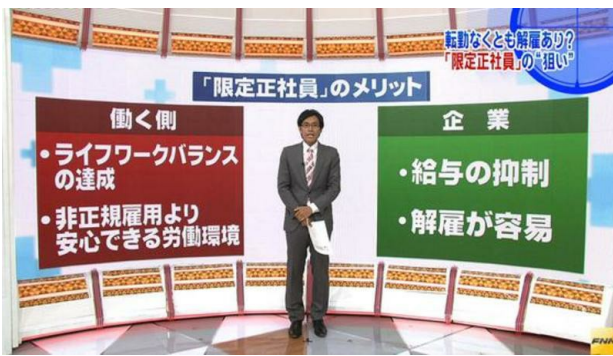 転勤なくとも解雇あり?
「限定正社員」の“狙い”
「限定正社員」のメリット
働く側
・ライフワークバランス
の達成
・非正規雇用より
安心できる労働環境
企業
・給与の抑制
・解雇が容易
FNN